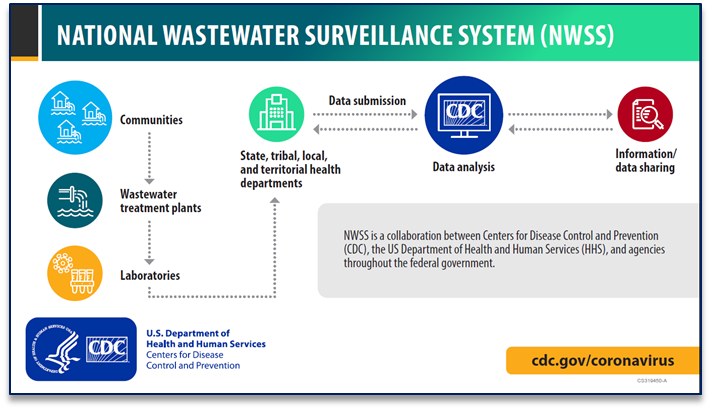 NATIONAL WASTEWATER SURVEILLANCE SYSTEM (NWSS)
Communities
Wastewater
treatment plants
Laboratories
State, tribal, local,
and territorial health
departments
Data submission
CDC
Data analysis
Information/
data sharing
NWSS is a collaboration between Centers for Disease Control and Prevention
(CDC), the US Department of Health and Human Services (HHS), and agencies
throughout the federal government.
CDC
U.S. Department of
Health and Human Services
Centers for Disease
Control and Prevention
cdc.gov/coronavirus
CS319450-A